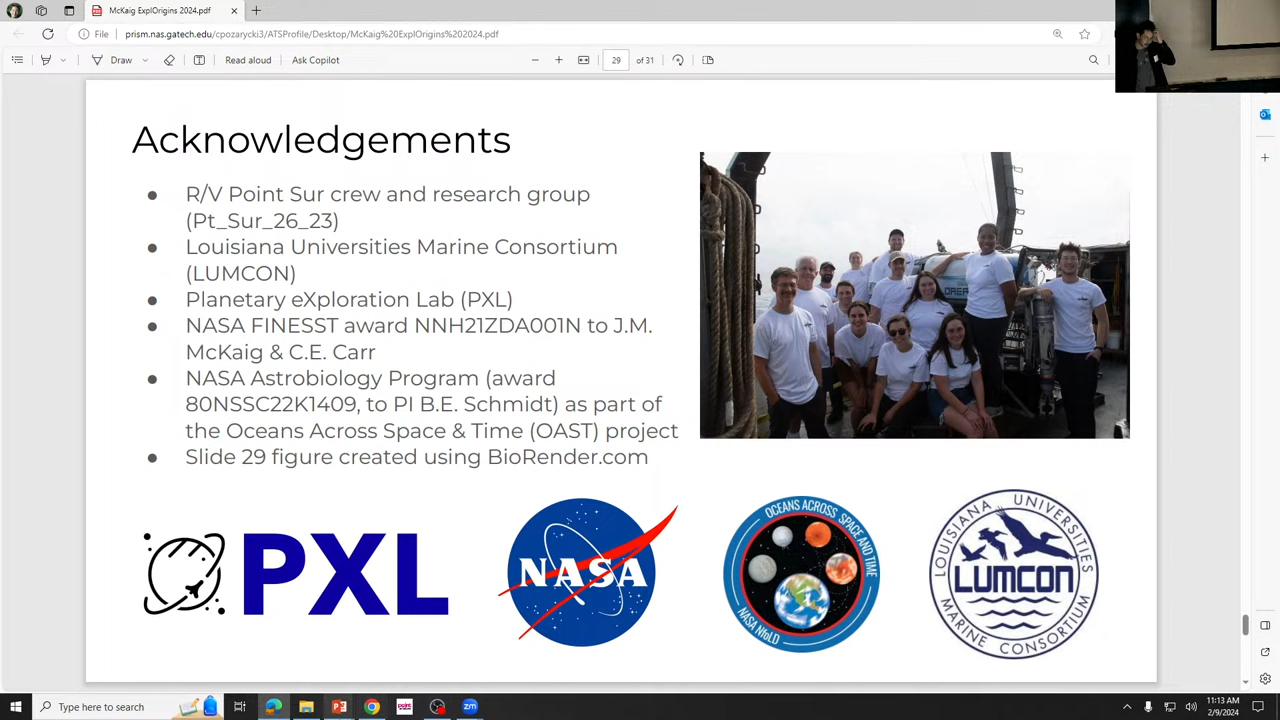 McKaig ExplOrigins 2024.pdf
File
prism.nas.gatech.edu/cpozarycki3/ATSProfile/Desktop/McKaig%20ExplOrigins%202024.pdf
Draw
Read aloud
Ask Copilot
29
of 31
Acknowledgements
● R/V Point Sur crew and research group
(Pt_Sur_26_23)
● Louisiana Universities Marine Consortium
(LUMCON)
● Planetary eXploration Lab (PXL)
● NASA FINESST award NNH21ZDA001N to J.M.
McKaig & C.E. Carr
● NASA Astrobiology Program (award
80NSSC22K1409, to PI B.E. Schmidt) as part of
the Oceans Across Space & Time (OAST) project
● Slide 29 figure created using BioRender.com
PXL
NASA
OCEANS ACROSS SPACE AND TIME
NASA NfoLD
LOUISIANA UNIVERSITIES
LUMCON
MARINE CONSORTIUM
Type here to search
11:13 AM
2/9/2024